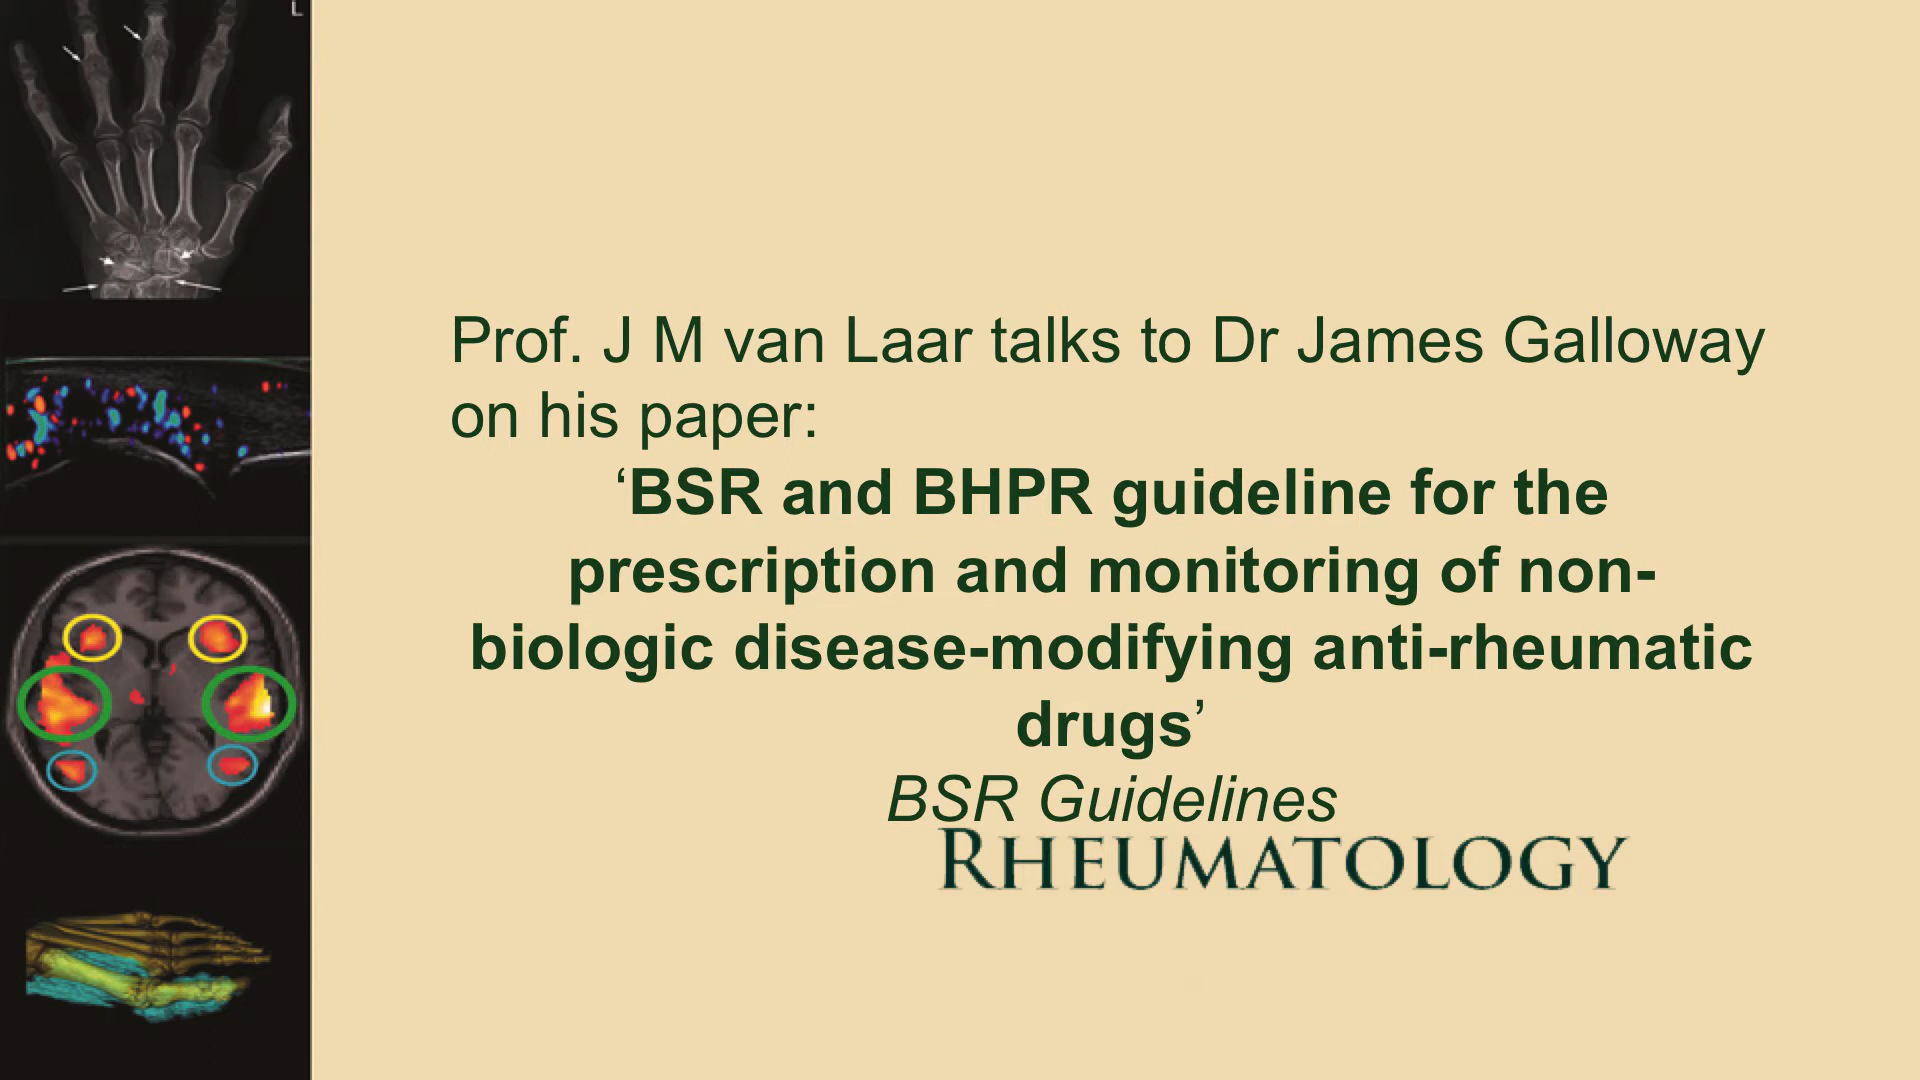 L
Prof. J M van Laar talks to Dr James Galloway
on his paper:
‘BSR and BHPR guideline for the
prescription and monitoring of non-
biologic disease-modifying anti-rheumatic
drugs’
BSR Guidelines
RHEUMATOLOGY